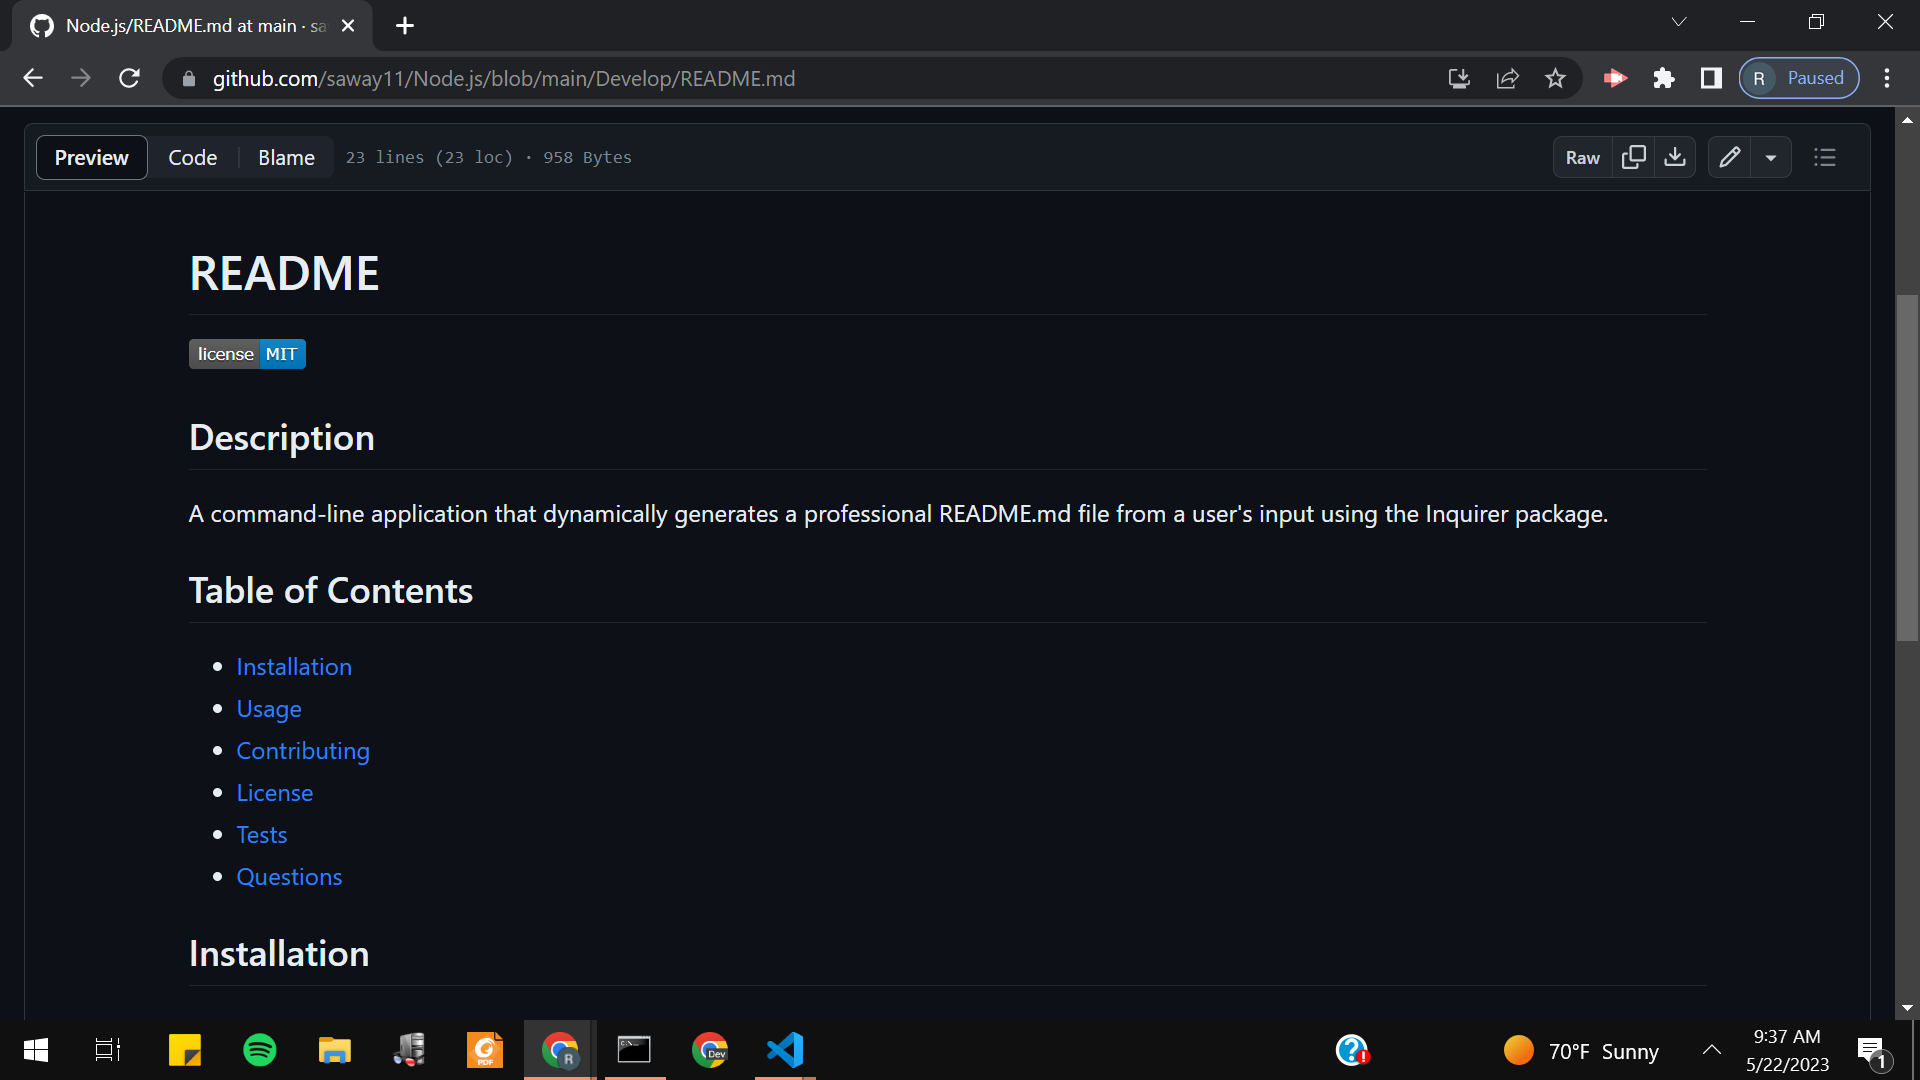 Node.js/README.md at main · sa
github.com/saway11/Node.js/blob/main/Develop/README.md
R Paused
Preview Code Blame 23 lines (23 loc) · 958 Bytes Raw
README
license MIT
Description
A command-line application that dynamically generates a professional README.md file from a user's input using the Inquirer package.
Table of Contents
Installation
Usage
Contributing
License
Tests
Questions
Installation
PDF
R
C:\
Dev
70°F Sunny
9:37 AM
5/22/2023
1